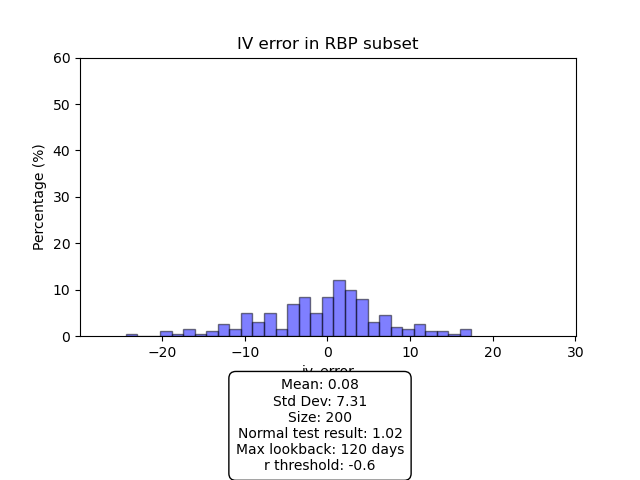 IV error in RBP subset
60
50
40
30
20
10
0
Percentage (%)
−20
−10
0
10
20
30
iv_error
Mean: 0.08
Std Dev: 7.31
Size: 200
Normal test result: 1.02
Max lookback: 120 days
r threshold: -0.6